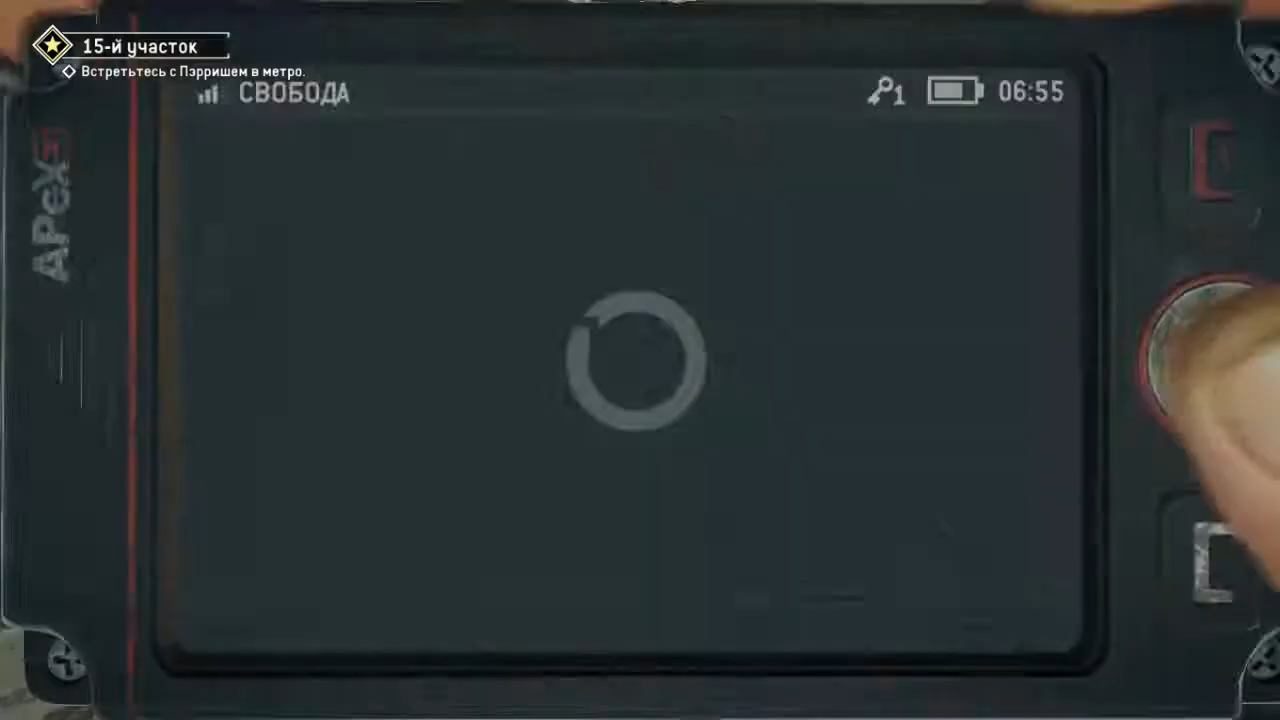 15-й участок
Встретьтесь с Пэрришем в метро.
СВОБОДА
1
06:55
APeX